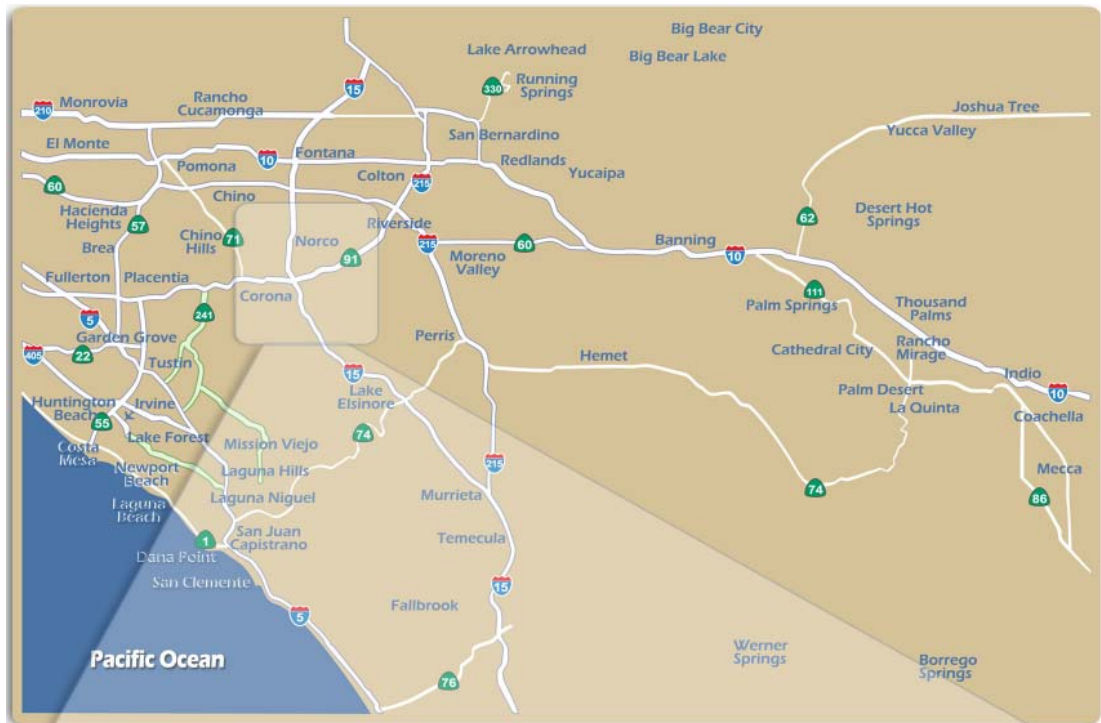 Big Bear City
Lake Arrowhead
Big Bear Lake
15
330
Running
Springs
210
Monrovia
Rancho
Cucamonga
Joshua Tree
Yucca Valley
San Bernardino
El Monte
Fontana
10
Pomona
Redlands
Yucaipa
Colton
215
60
Chino
Hacienda
Heights
57
Desert Hot
Springs
62
Riverside
Chino
Hills
71
Norco
215
60
Banning
Brea
91
Moreno
Valley
10
Fullerton
Placentia
Corona
111
Palm Springs
Thousand
Palms
241
5
Garden Grove
Perris
Cathedral City
Rancho
Mirage
405
22
Tustin
Hemet
15
Indio
Lake
Elsinore
Palm Desert
10
Huntington
Beach
Irvine
La Quinta
Coachella
55
Lake Forest
74
Mission Viejo
Costa
Mesa
Newport
Beach
Laguna Hills
215
Mecca
74
86
Laguna
Beach
Laguna Niguel
Murrieta
San Juan
Capistrano
1
Temecula
Dana Point
San Clemente
15
Fallbrook
5
Pacific Ocean
Werner
Springs
Borrego
Springs
76